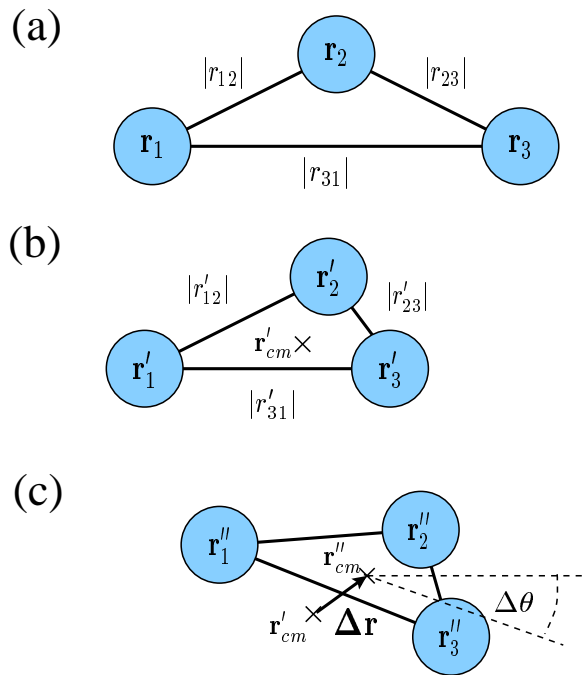 (a)
r₂
|r₁₂|
|r₂₃|
r₁
r₃
|r₃₁|
(b)
r′₂
|r′₁₂|
|r′₂₃|
r′cm ×
r′₁
r′₃
|r′₃₁|
(c)
r″₁
r″₂
r″cm
Δθ
r′cm
Δr
r″₃